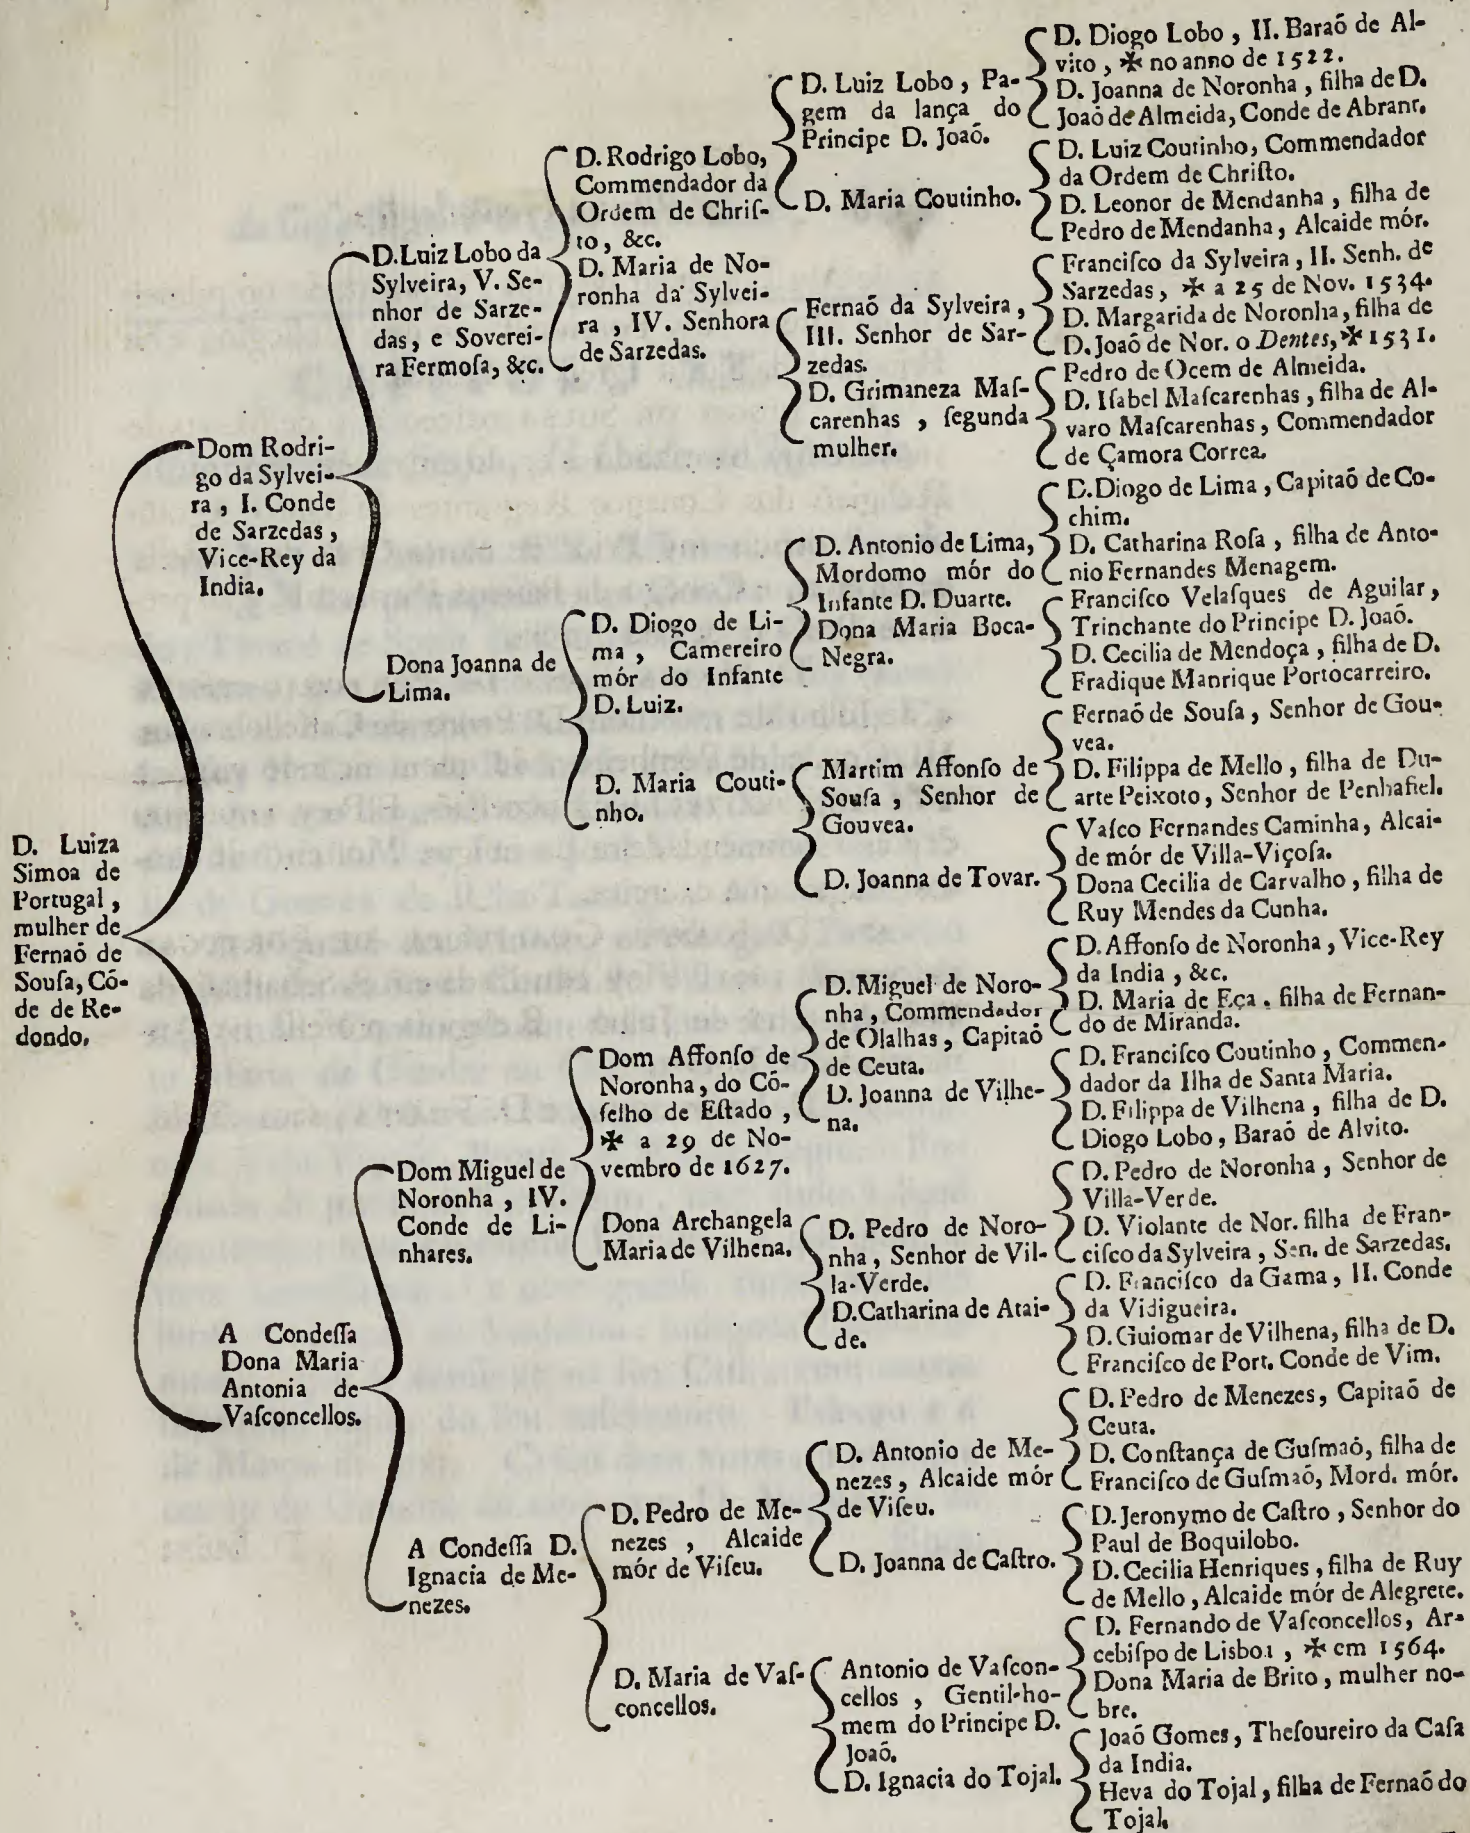 D. Luiza
Simoa de
Portugal ,
mulher de
Fernaõ de
Souſa, Cõ-
de de Re-
dondo.
Dom Rodri-
go da Sylvei-
ra , I. Conde
de Sarzedas ,
Vice-Rey da
India.
A Condeſſa
Dona Maria
Antonia de
Vaſconcellos.
D.Luiz Lobo da
Sylveira, V. Se-
nhor de Sarze-
das, e Soverei-
ra Fermoſa, &c.
Dona Joanna de
Lima.
Dom Miguel de
Noronha , IV.
Conde de Li-
nhares.
A Condeſſa D.
Ignacia de Me-
nezes.
D. Rodrigo Lobo,
Commendador da
Ordem de Chriſ-
to, &c.
D. Maria de No-
ronha da Sylvei-
ra , IV. Senhora
de Sarzedas.
D. Diogo de Li-
ma , Camereiro
mór do Infante
D. Luiz.
D. Maria Couti-
nho.
Dom Affonſo de
Noronha, do Cõ-
ſelho de Eſtado ,
✠ a 29 de No-
vembro de 1627.
Dona Archangela
Maria de Vilhena.
D. Pedro de Me-
nezes , Alcaide
mór de Viſeu.
D. Maria de Vaſ-
concellos.
D. Luiz Lobo , Pa-
gem da lança do
Principe D. Joaõ.
D. Maria Coutinho.
Fernaõ da Sylveira ,
III. Senhor de Sar-
zedas.
D. Grimaneza Maſ-
carenhas , ſegunda
mulher.
D. Antonio de Lima,
Mordomo mór do
Infante D. Duarte.
Dona Maria Boca-
Negra.
Martim Affonſo de
Souſa , Senhor de
Gouvea.
D. Joanna de Tovar.
D. Miguel de Noro-
nha , Commendador
de Olalhas , Capitaõ
de Ceuta.
D. Joanna de Vilhe-
na.
D. Pedro de Noro-
nha , Senhor de Vil-
la-Verde.
D.Catharina de Atai-
de.
D. Antonio de Me-
nezes , Alcaide mór
de Viſeu.
D. Joanna de Caſtro.
Antonio de Vaſcon-
cellos , Gentil-ho-
mem do Principe D.
Joaõ.
D. Ignacia do Tojal.
D. Diogo Lobo , II. Baraõ de Al-
vito , ✠ no anno de 1522.
D. Joanna de Noronha , filha de D.
Joaõ de Almeida, Conde de Abrant.
D. Luiz Coutinho, Commendador
da Ordem de Chriſto.
D. Leonor de Mendanha , filha de
Pedro de Mendanha , Alcaide mór.
Franciſco da Sylveira , II. Senh. de
Sarzedas, ✠ a 25 de Nov. 1534.
D. Margarida de Noronha, filha de
D. Joaõ de Nor. o Dentes, ✠ 1531.
Pedro de Ocem de Almeida.
D. Iſabel Maſcarenhas , filha de Al-
varo Maſcarenhas , Commendador
de Çamora Correa.
D.Diogo de Lima , Capitaõ de Co-
chim.
D. Catharina Roſa , filha de Anto-
nio Fernandes Menagem.
Franciſco Velaſques de Aguilar,
Trinchante do Principe D. Joaõ.
D. Cecilia de Mendoça , filha de D.
Fradique Manrique Portocarreiro.
Fernaõ de Souſa , Senhor de Gou-
vea.
D. Filippa de Mello , filha de Du-
arte Peixoto, Senhor de Penhafiel.
Vaſco Fernandes Caminha, Alcai-
de mór de Villa-Viçoſa.
Dona Cecilia de Carvalho , filha de
Ruy Mendes da Cunha.
D. Affonſo de Noronha , Vice-Rey
da India , &c.
D. Maria de Eça , filha de Fernan-
do de Miranda.
D. Franciſco Coutinho , Commen-
dador da Ilha de Santa Maria.
D. Filippa de Vilhena , filha de D.
Diogo Lobo , Baraõ de Alvito.
D. Pedro de Noronha , Senhor de
Villa-Verde.
D. Violante de Nor. filha de Fran-
ciſco da Sylveira , Sen. de Sarzedas.
D. Franciſco da Gama , II. Conde
da Vidigueira.
D. Guiomar de Vilhena, filha de D.
Franciſco de Port. Conde de Vim.
D. Pedro de Menezes, Capitaõ de
Ceuta.
D. Conſtança de Guſmaõ, filha de
Franciſco de Guſmaõ, Mord. mór.
D. Jeronymo de Caſtro , Senhor do
Paul de Boquilobo.
D. Cecilia Henriques , filha de Ruy
de Mello , Alcaide mór de Alegrete.
D. Fernando de Vaſconcellos, Ar-
cebiſpo de Lisboa , ✠ em 1564.
Dona Maria de Brito , mulher no-
bre.
Joaõ Gomes , Theſoureiro da Caſa
da India.
Heva do Tojal , filha de Fernaõ do
Tojal.